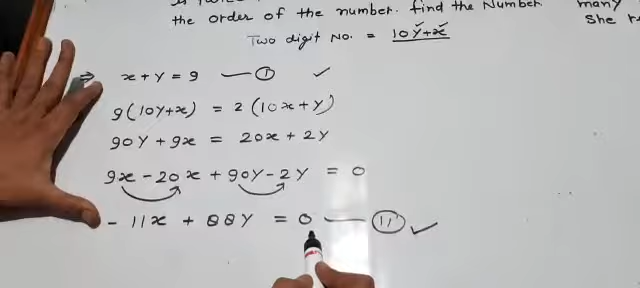 the order of the number. find the Number. many
She
Two digit No. = 10y+x
⇒ x + y = 9 — ①
9(10y+x) = 2(10x+y)
90y + 9x = 20x + 2y
9x - 20x + 90y - 2y = 0
- 11x + 88y = 0 — ⑪